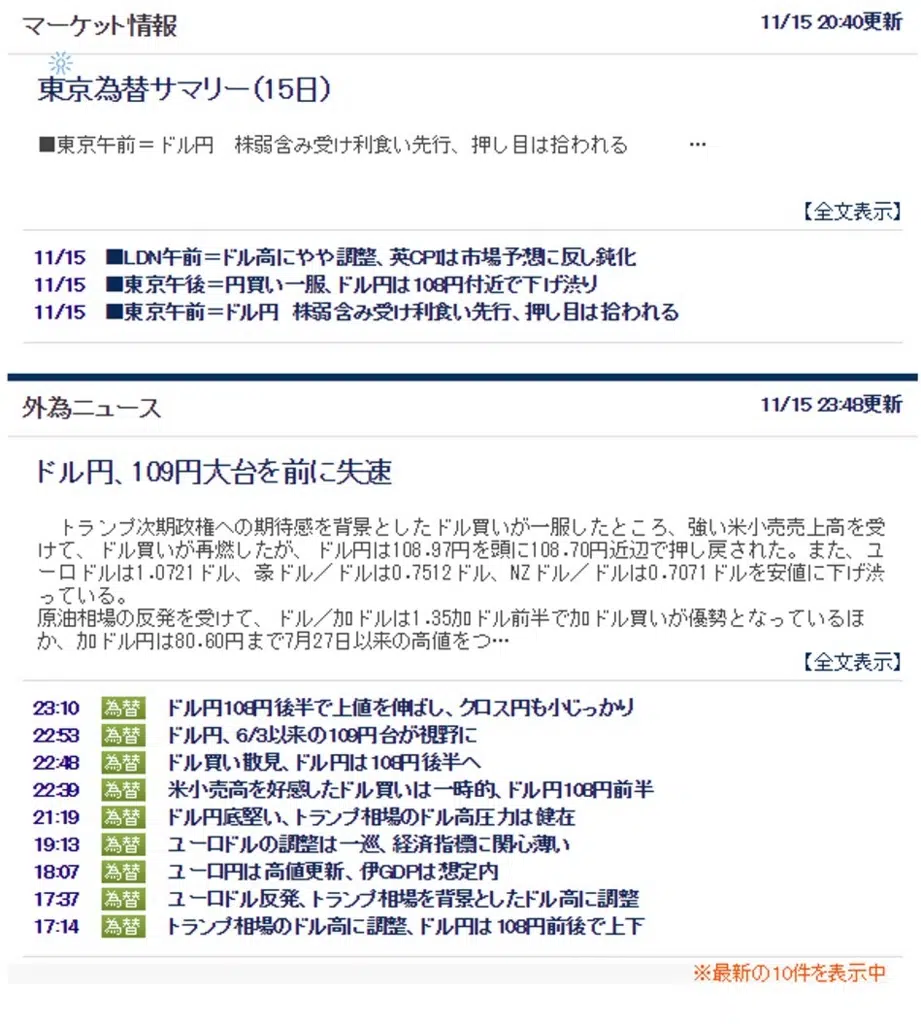 マーケット情報 11/15 20:40更新
東京為替サマリー(15日)
■東京午前=ドル円 株弱含み受け利食い先行、押し目は拾われる …
【全文表示】
11/15 ■LDN午前=ドル高にやや調整、英CPIは市場予想に反し鈍化
11/15 ■東京午後=円買い一服、ドル円は108円付近で下げ渋り
11/15 ■東京午前=ドル円 株弱含み受け利食い先行、押し目は拾われる
外為ニュース 11/15 23:48更新
ドル円、109円大台を前に失速
トランプ次期政権への期待感を背景としたドル買いが一服したところ、強い米小売売上高を受
けて、ドル買いが再燃したが、ドル円は108.97円を頭に108.70円近辺で押し戻された。また、ユ
ーロドルは1.0721ドル、豪ドル/ドルは0.7512ドル、NZドル/ドルは0.7071ドルを安値に下げ渋
っている。
原油相場の反発を受けて、ドル/加ドルは1.35加ドル前半で加ドル買いが優勢となっているほ
か、加ドル円は80.60円まで7月27日以来の高値をつ…
【全文表示】
23:10 為替 ドル円108円後半で上値を伸ばし、クロス円も小じっかり
22:53 為替 ドル円、6/3以来の109円台が視野に
22:48 為替 ドル買い散見、ドル円は108円後半へ
22:39 為替 米小売高を好感したドル買いは一時的、ドル円108円前半
21:19 為替 ドル円底堅い、トランプ相場のドル高圧力は健在
19:13 為替 ユーロドルの調整は一巡、経済指標に関心薄い
18:07 為替 ユーロ円は高値更新、伊GDPは想定内
17:37 為替 ユーロドル反発、トランプ相場を背景としたドル高に調整
17:14 為替 トランプ相場のドル高に調整、ドル円は108円前後で上下
※最新の10件を表示中